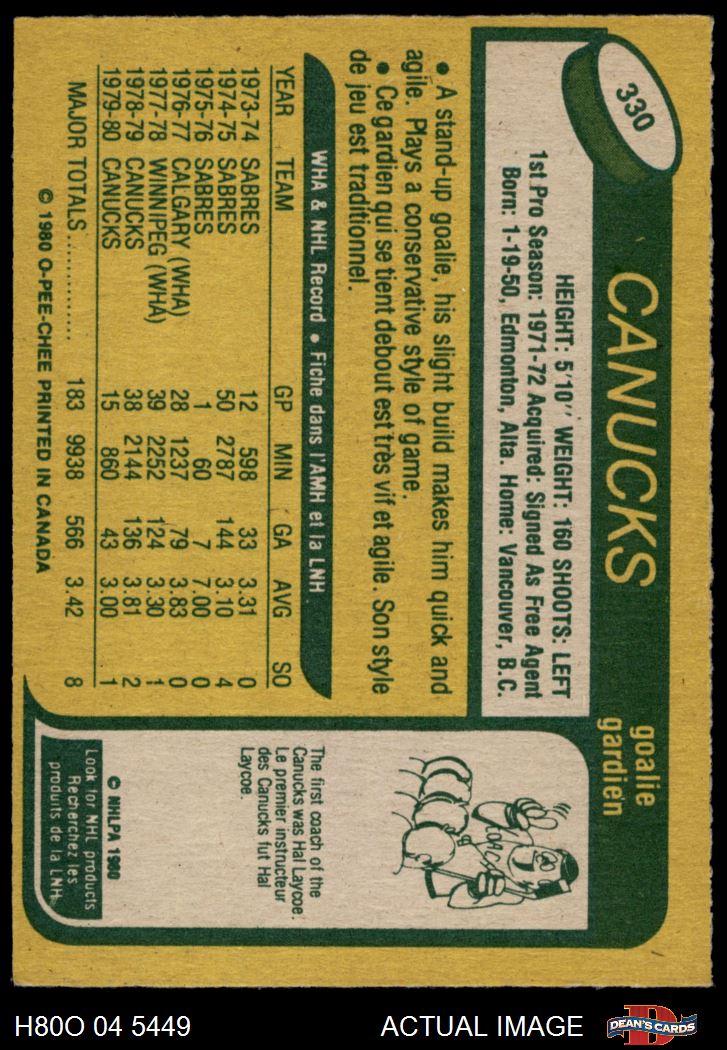 330
CANUCKS
goalie
gardien
HEIGHT: 5'10" WEIGHT: 160 SHOOTS: LEFT
1st Pro Season: 1971-72 Acquired: Signed As Free Agent
Born: 1-19-50, Edmonton, Alta. Home: Vancouver, B.C.
• A stand-up goalie, his slight build makes him quick and
agile. Plays a conservative style of game.
• Ce gardien qui se tient debout est très vif et agile. Son style
de jeu est traditionnel.
WHA & NHL Record • Fiche dans l'AMH et la LNH
YEAR TEAM GP MIN GA AVG SO
1973-74 SABRES 12 598 33 3.31 0
1974-75 SABRES 50 2787 144 3.10 4
1975-76 SABRES 1 60 7 7.00 0
1976-77 CALGARY (WHA) 28 1237 79 3.83 0
1977-78 WINNIPEG (WHA) 39 2252 124 3.30 1
1978-79 CANUCKS 38 2144 136 3.81 2
1979-80 CANUCKS 15 860 43 3.00 1
MAJOR TOTALS ............. 183 9938 566 3.42 8
© 1980 O-PEE-CHEE PRINTED IN CANADA
COACH
The first coach of the
Canucks was Hal Laycoe.
Le premier instructeur
des Canucks fut Hal
Laycoe.
© NHLPA 1980
Look for NHL products
Recherchez les
produits de la LNH.
H80O 04 5449
ACTUAL IMAGE
D
DEAN'S CARDS